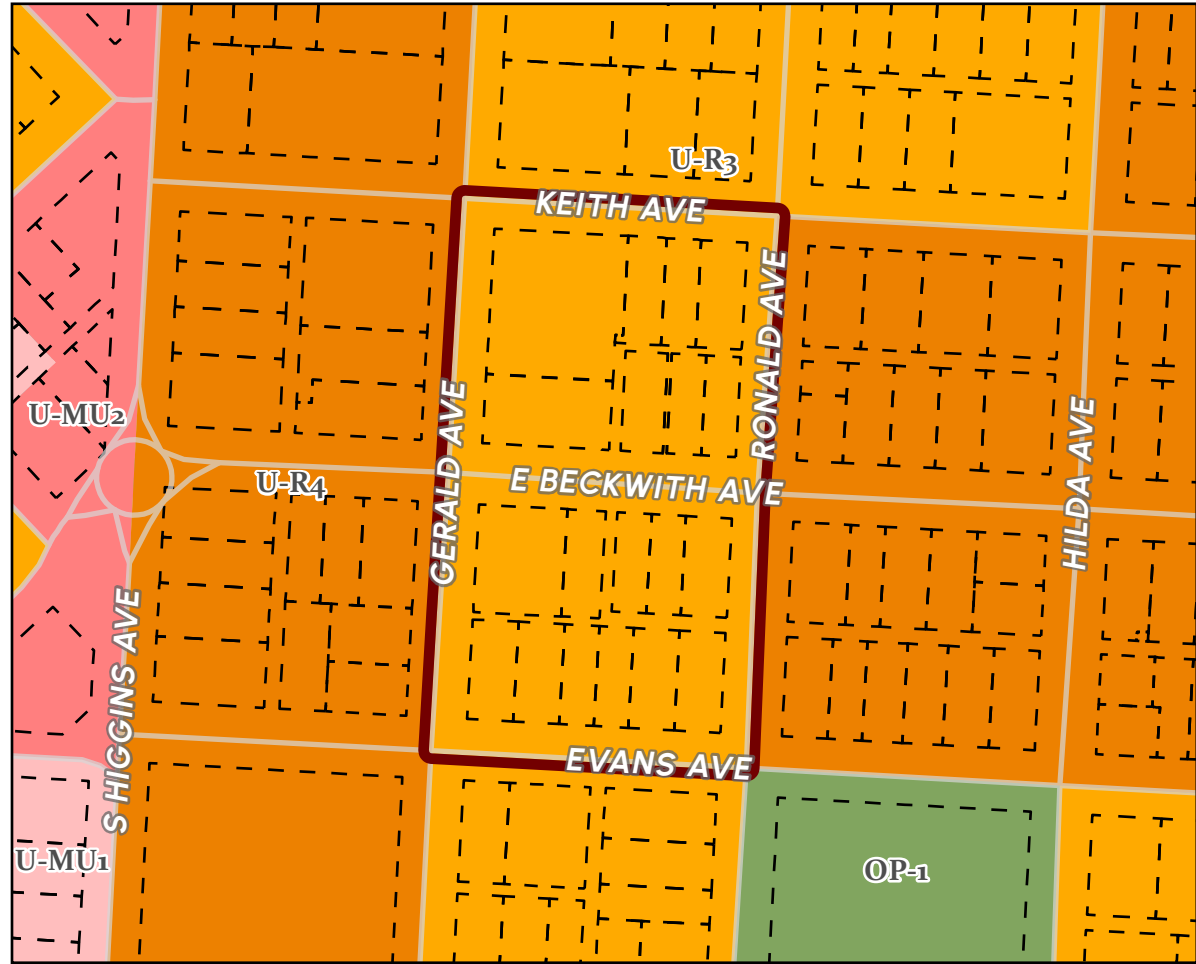 U-R3
KEITH AVE
RONALD AVE
U-MU2
GERALD AVE
HILDA AVE
U-R4
E BECKWITH AVE
S HIGGINS AVE
EVANS AVE
U-MU1
OP-1